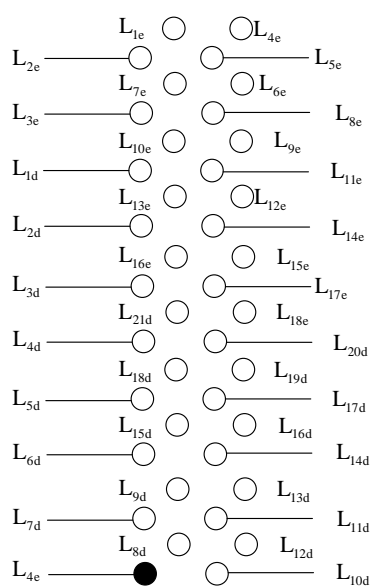 L1e L4e
L2e L5e
L7e L6e
L3e L8e
L10e L9e
L1d L11e
L13e L12e
L2d L14e
L16e L15e
L3d L17e
L21d L18e
L4d L20d
L18d L19d
L5d L17d
L15d L16d
L6d L14d
L9d L13d
L7d L11d
L8d L12d
L4e L10d